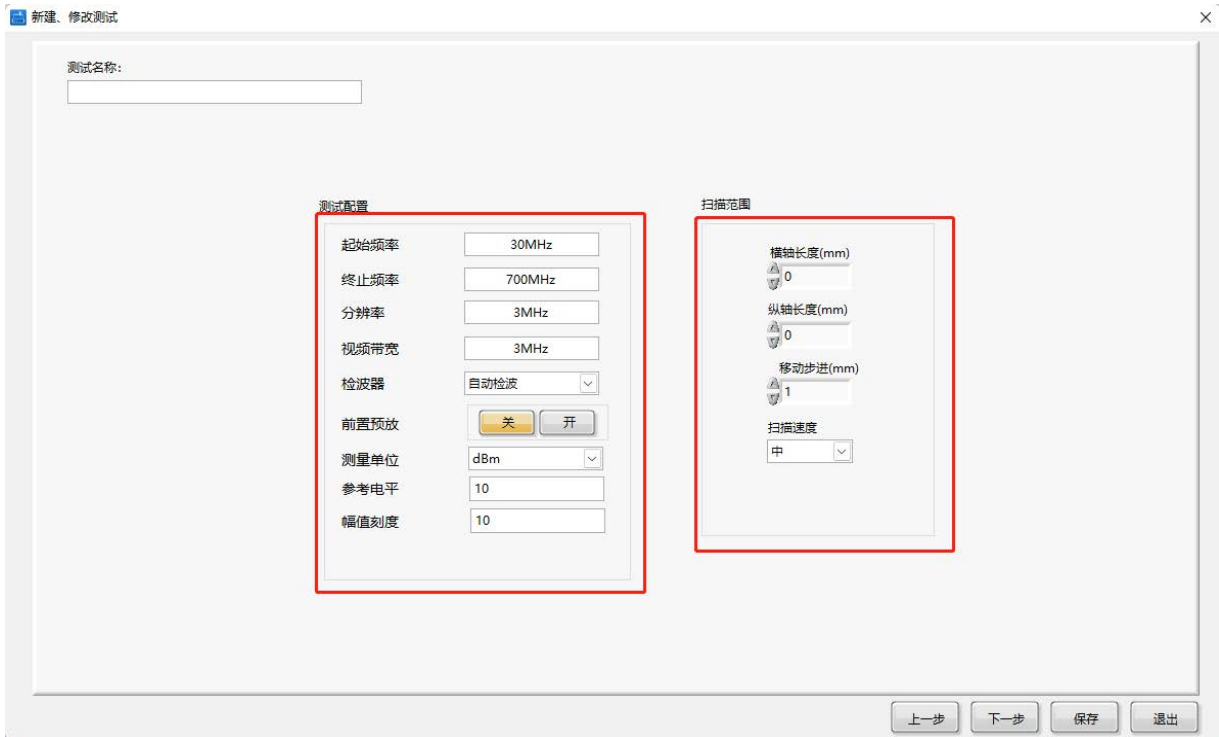 新建、修改测试
测试名称:
测试配置
起始频率 30MHz
终止频率 700MHz
分辨率 3MHz
视频带宽 3MHz
检波器 自动检波
前置预放 关 开
测量单位 dBm
参考电平 10
幅值刻度 10
扫描范围
横轴长度(mm)
0
纵轴长度(mm)
0
移动步进(mm)
1
扫描速度
中
上一步 下一步 保存 退出